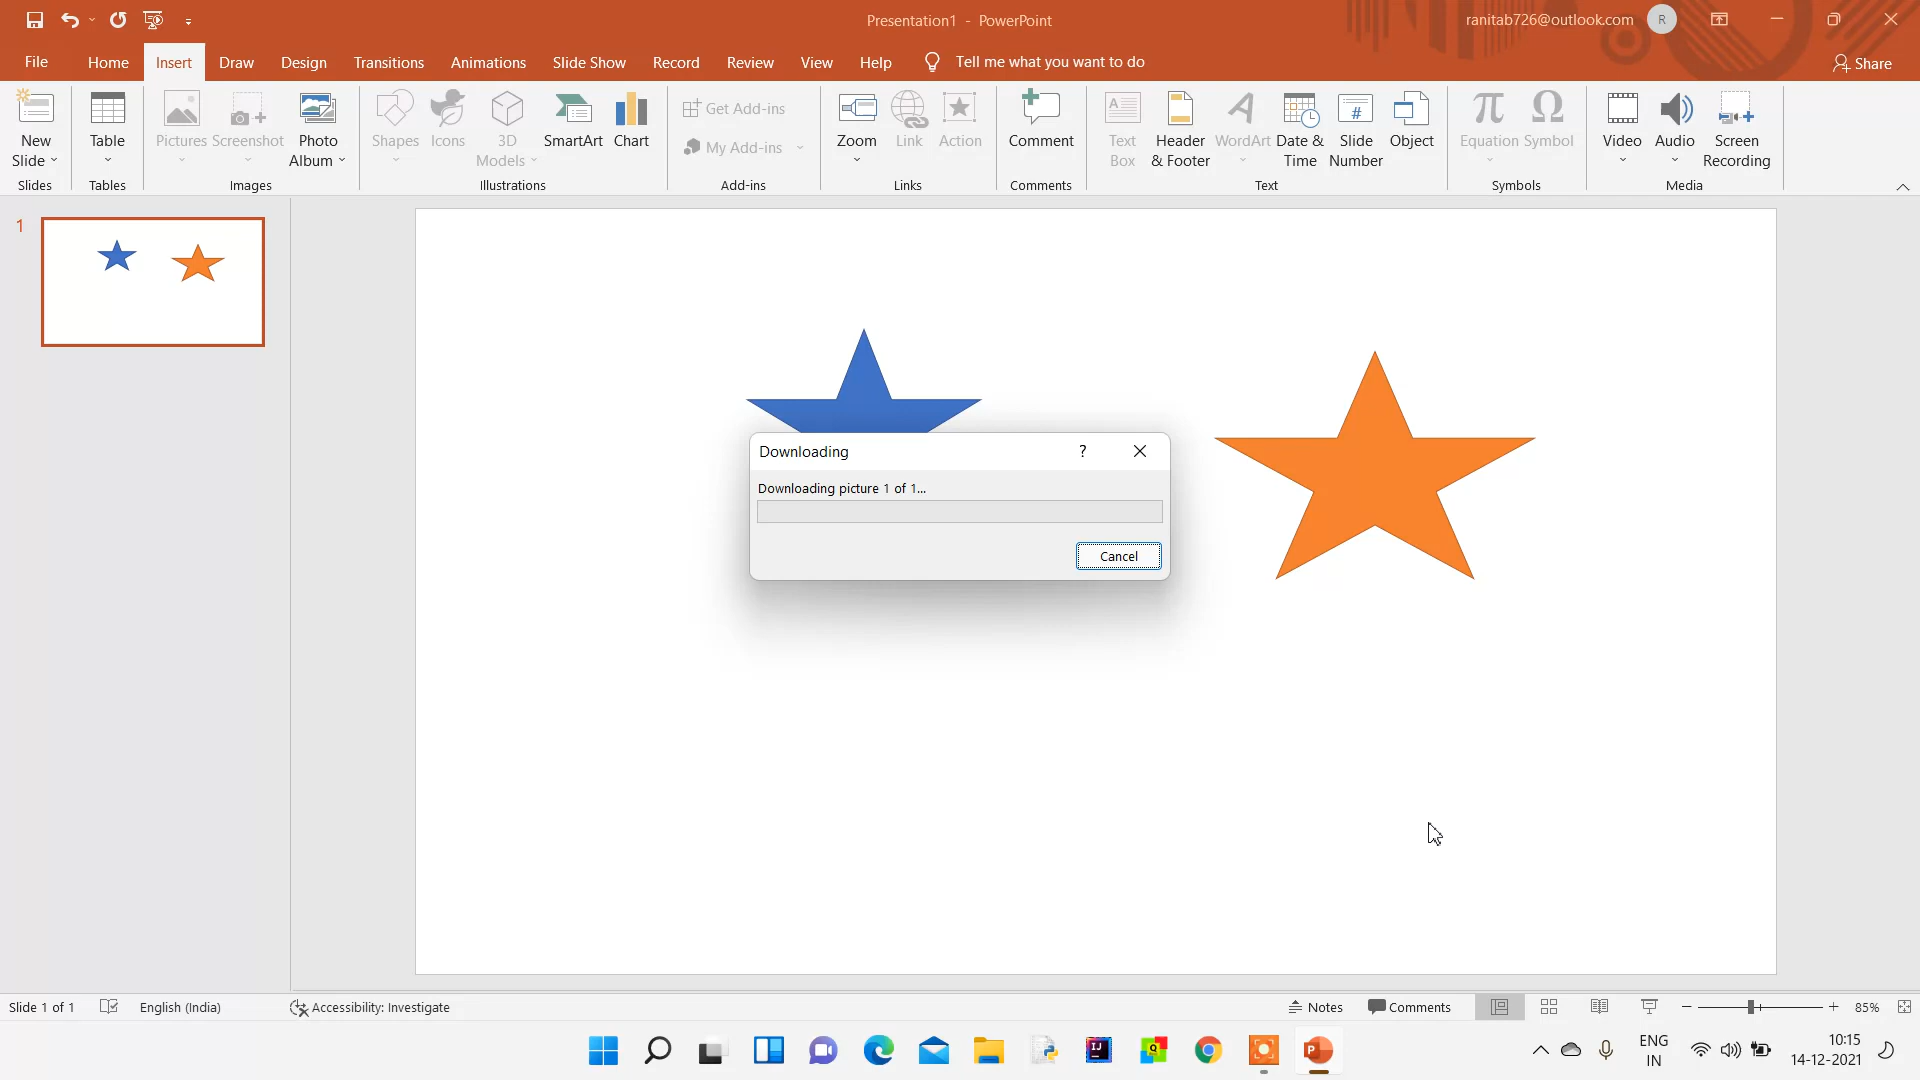 Presentation1 - PowerPoint
ranitab726@outlook.com
R
File
Home
Insert
Draw
Design
Transitions
Animations
Slide Show
Record
Review
View
Help
Tell me what you want to do
Share
New Slide
Table
Pictures
Screenshot
Photo Album
Shapes
Icons
3D Models
SmartArt
Chart
Get Add-ins
My Add-ins
Zoom
Link
Action
Comment
Text Box
Header & Footer
WordArt
Date & Time
Slide Number
Object
Equation
Symbol
Video
Audio
Screen Recording
Slides
Tables
Images
Illustrations
Add-ins
Links
Comments
Text
Symbols
Media
1
Downloading
?
Downloading picture 1 of 1...
Cancel
Slide 1 of 1
English (India)
Accessibility: Investigate
Notes
Comments
85%
ENG
IN
10:15
14-12-2021